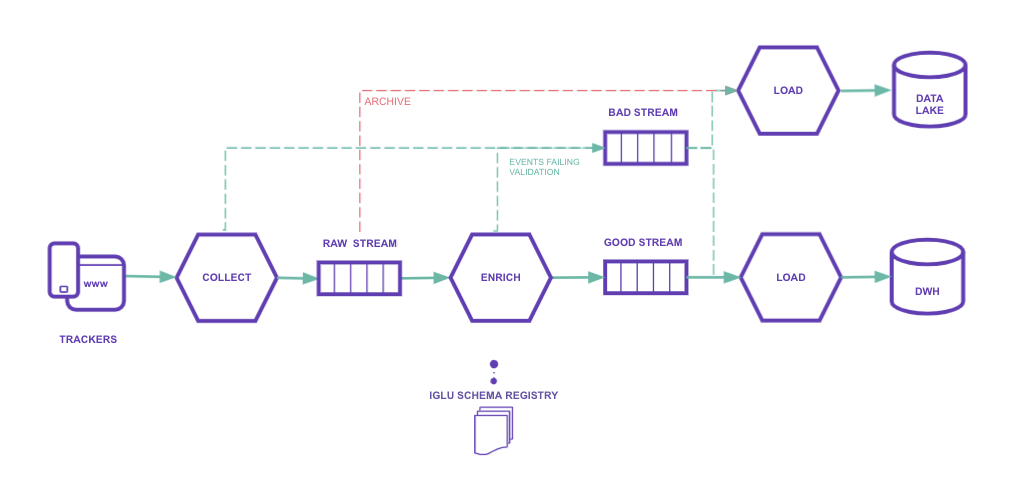 LOAD
DATA
LAKE
ARCHIVE
BAD STREAM
EVENTS FAILING
VALIDATION
RAW STREAM
GOOD STREAM
www
COLLECT
ENRICH
LOAD
DWH
TRACKERS
IGLU SCHEMA REGISTRY